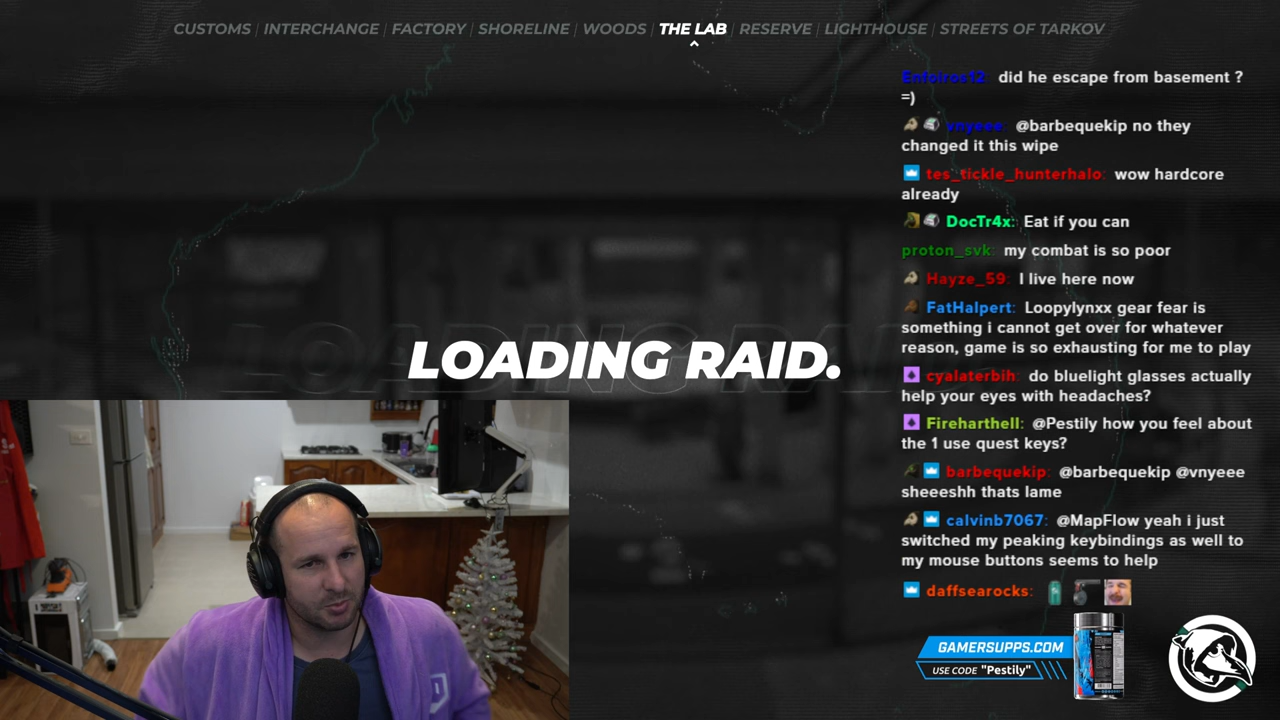 CUSTOMS | INTERCHANGE | FACTORY | SHORELINE | WOODS | THE LAB | RESERVE | LIGHTHOUSE | STREETS OF TARKOV
Enfoiros12: did he escape from basement ?
=)
vnyeee: @barbequekip no they
changed it this wipe
tes_tickle_hunterhalo: wow hardcore
already
DocTr4x: Eat if you can
proton_svk: my combat is so poor
Hayze_59: I live here now
FatHalpert: Loopylynxx gear fear is
something i cannot get over for whatever
reason, game is so exhausting for me to play
cyalaterbih: do bluelight glasses actually
help your eyes with headaches?
Fireharthell: @Pestily how you feel about
the 1 use quest keys?
barbequekip: @barbequekip @vnyeee
sheeeshh thats lame
calvinb7067: @MapFlow yeah i just
switched my peaking keybindings as well to
my mouse buttons seems to help
daffsearocks:
LOADING RAID.
GAMERSUPPS.COM
USE CODE "Pestily"